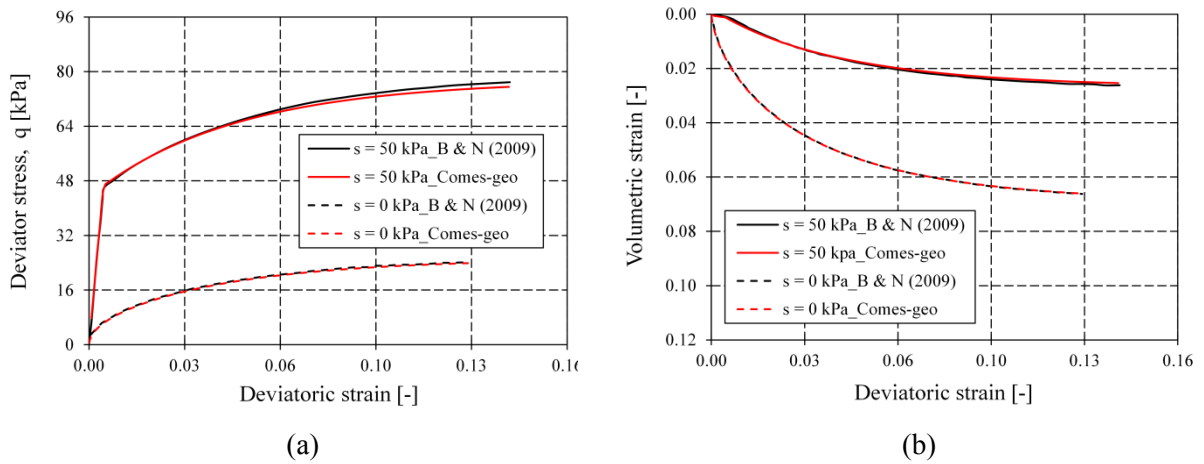 96
80
64
48
32
16
0
Deviator stress, q [kPa]
s = 50 kPa_B & N (2009)
s = 50 kPa_Comes-geo
s = 0 kPa_B & N (2009)
s = 0 kPa_Comes-geo
0.00 0.03 0.06 0.10 0.13 0.16
Deviatoric strain [-]
(a)
0.00
0.02
0.04
0.06
0.08
0.10
0.12
Volumetric strain [-]
s = 50 kPa_B & N (2009)
s = 50 kpa_Comes-geo
s = 0 kPa_B & N (2009)
s = 0 kPa_Comes-geo
0.00 0.03 0.06 0.10 0.13 0.16
Deviatoric strain [-]
(b)